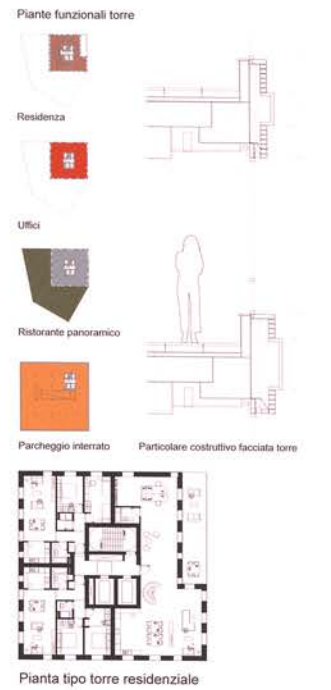 Piante funzionali torre
Residenza
Uffici
Ristorante panoramico
Parcheggio interrato
Particolare costruttivo facciata torre
Pianta tipo torre residenziale